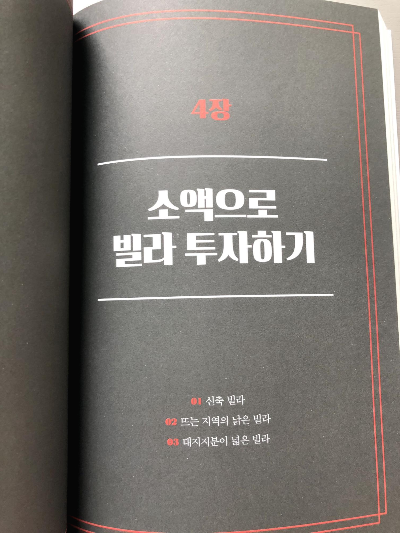 4장
소액으로
빌라 투자하기
01 신축 빌라
02 뜨는 지역의 낡은 빌라
03 대지지분이 넓은 빌라